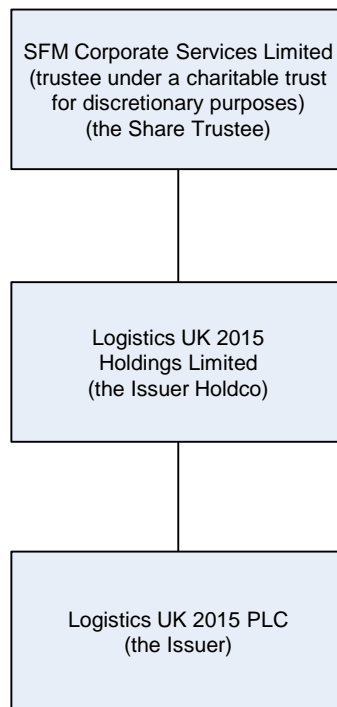 SFM Corporate Services Limited
(trustee under a charitable trust
for discretionary purposes)
(the Share Trustee)
Logistics UK 2015
Holdings Limited
(the Issuer Holdco)
Logistics UK 2015 PLC
(the Issuer)